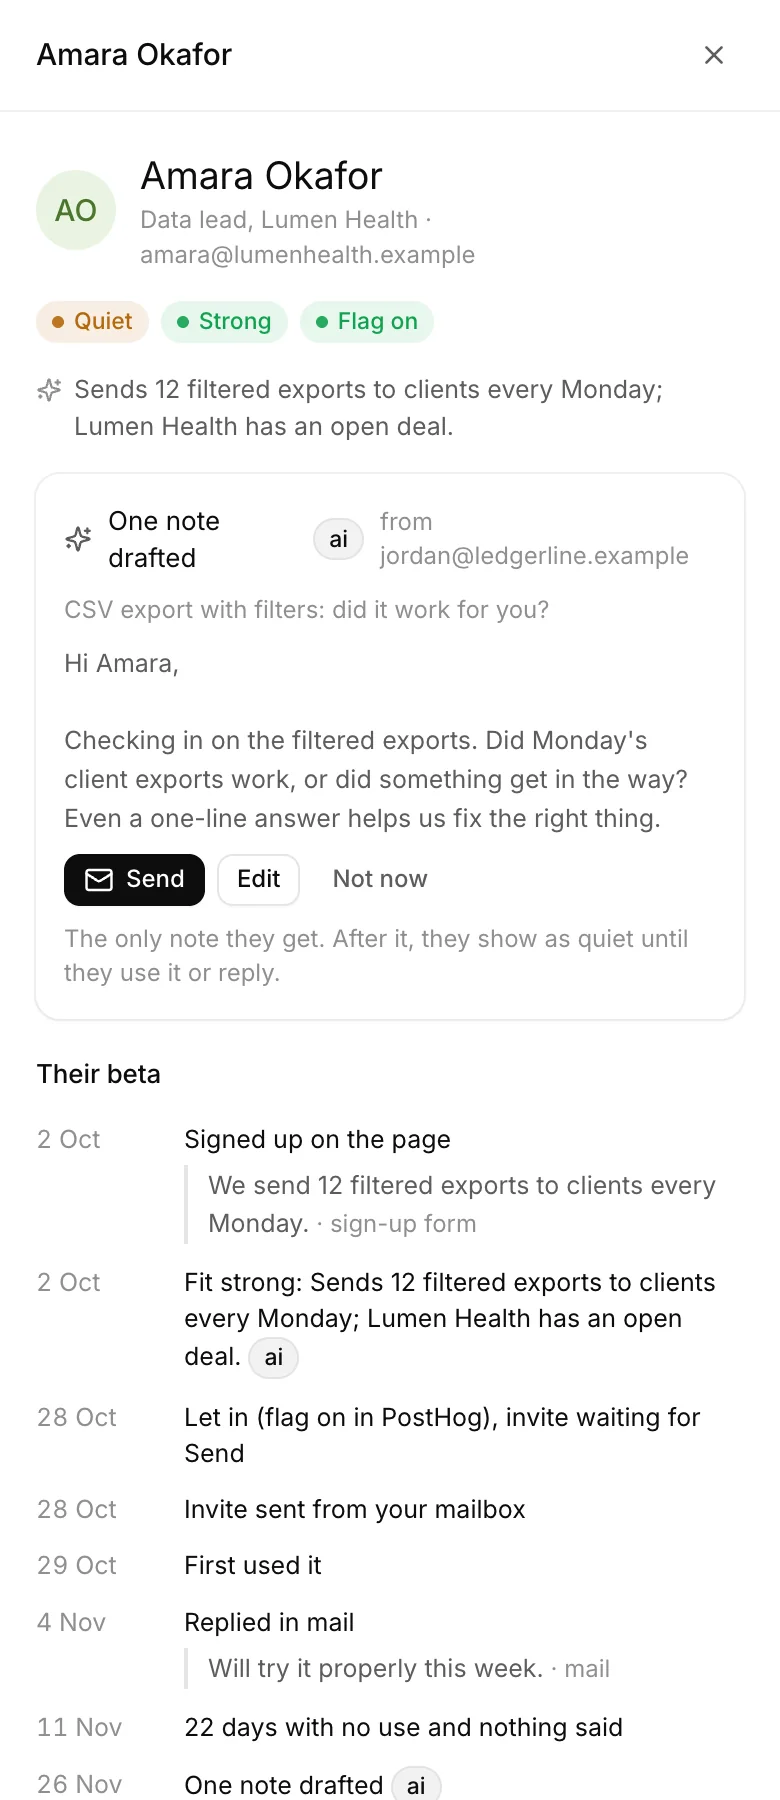 Amara Okafor
AO
Amara Okafor
Data lead, Lumen Health ·
amara@lumenhealth.example
Quiet
Strong
Flag on
Sends 12 filtered exports to clients every Monday;
Lumen Health has an open deal.
One note
drafted
ai
from
jordan@ledgerline.example
CSV export with filters: did it work for you?
Hi Amara,
Checking in on the filtered exports. Did Monday's
client exports work, or did something get in the way?
Even a one-line answer helps us fix the right thing.
Send
Edit
Not now
The only note they get. After it, they show as quiet until
they use it or reply.
Their beta
2 Oct
Signed up on the page
We send 12 filtered exports to clients every
Monday. · sign-up form
2 Oct
Fit strong: Sends 12 filtered exports to clients
every Monday; Lumen Health has an open
deal. ai
28 Oct
Let in (flag on in PostHog), invite waiting for
Send
28 Oct
Invite sent from your mailbox
29 Oct
First used it
4 Nov
Replied in mail
Will try it properly this week. · mail
11 Nov
22 days with no use and nothing said
26 Nov
One note drafted ai